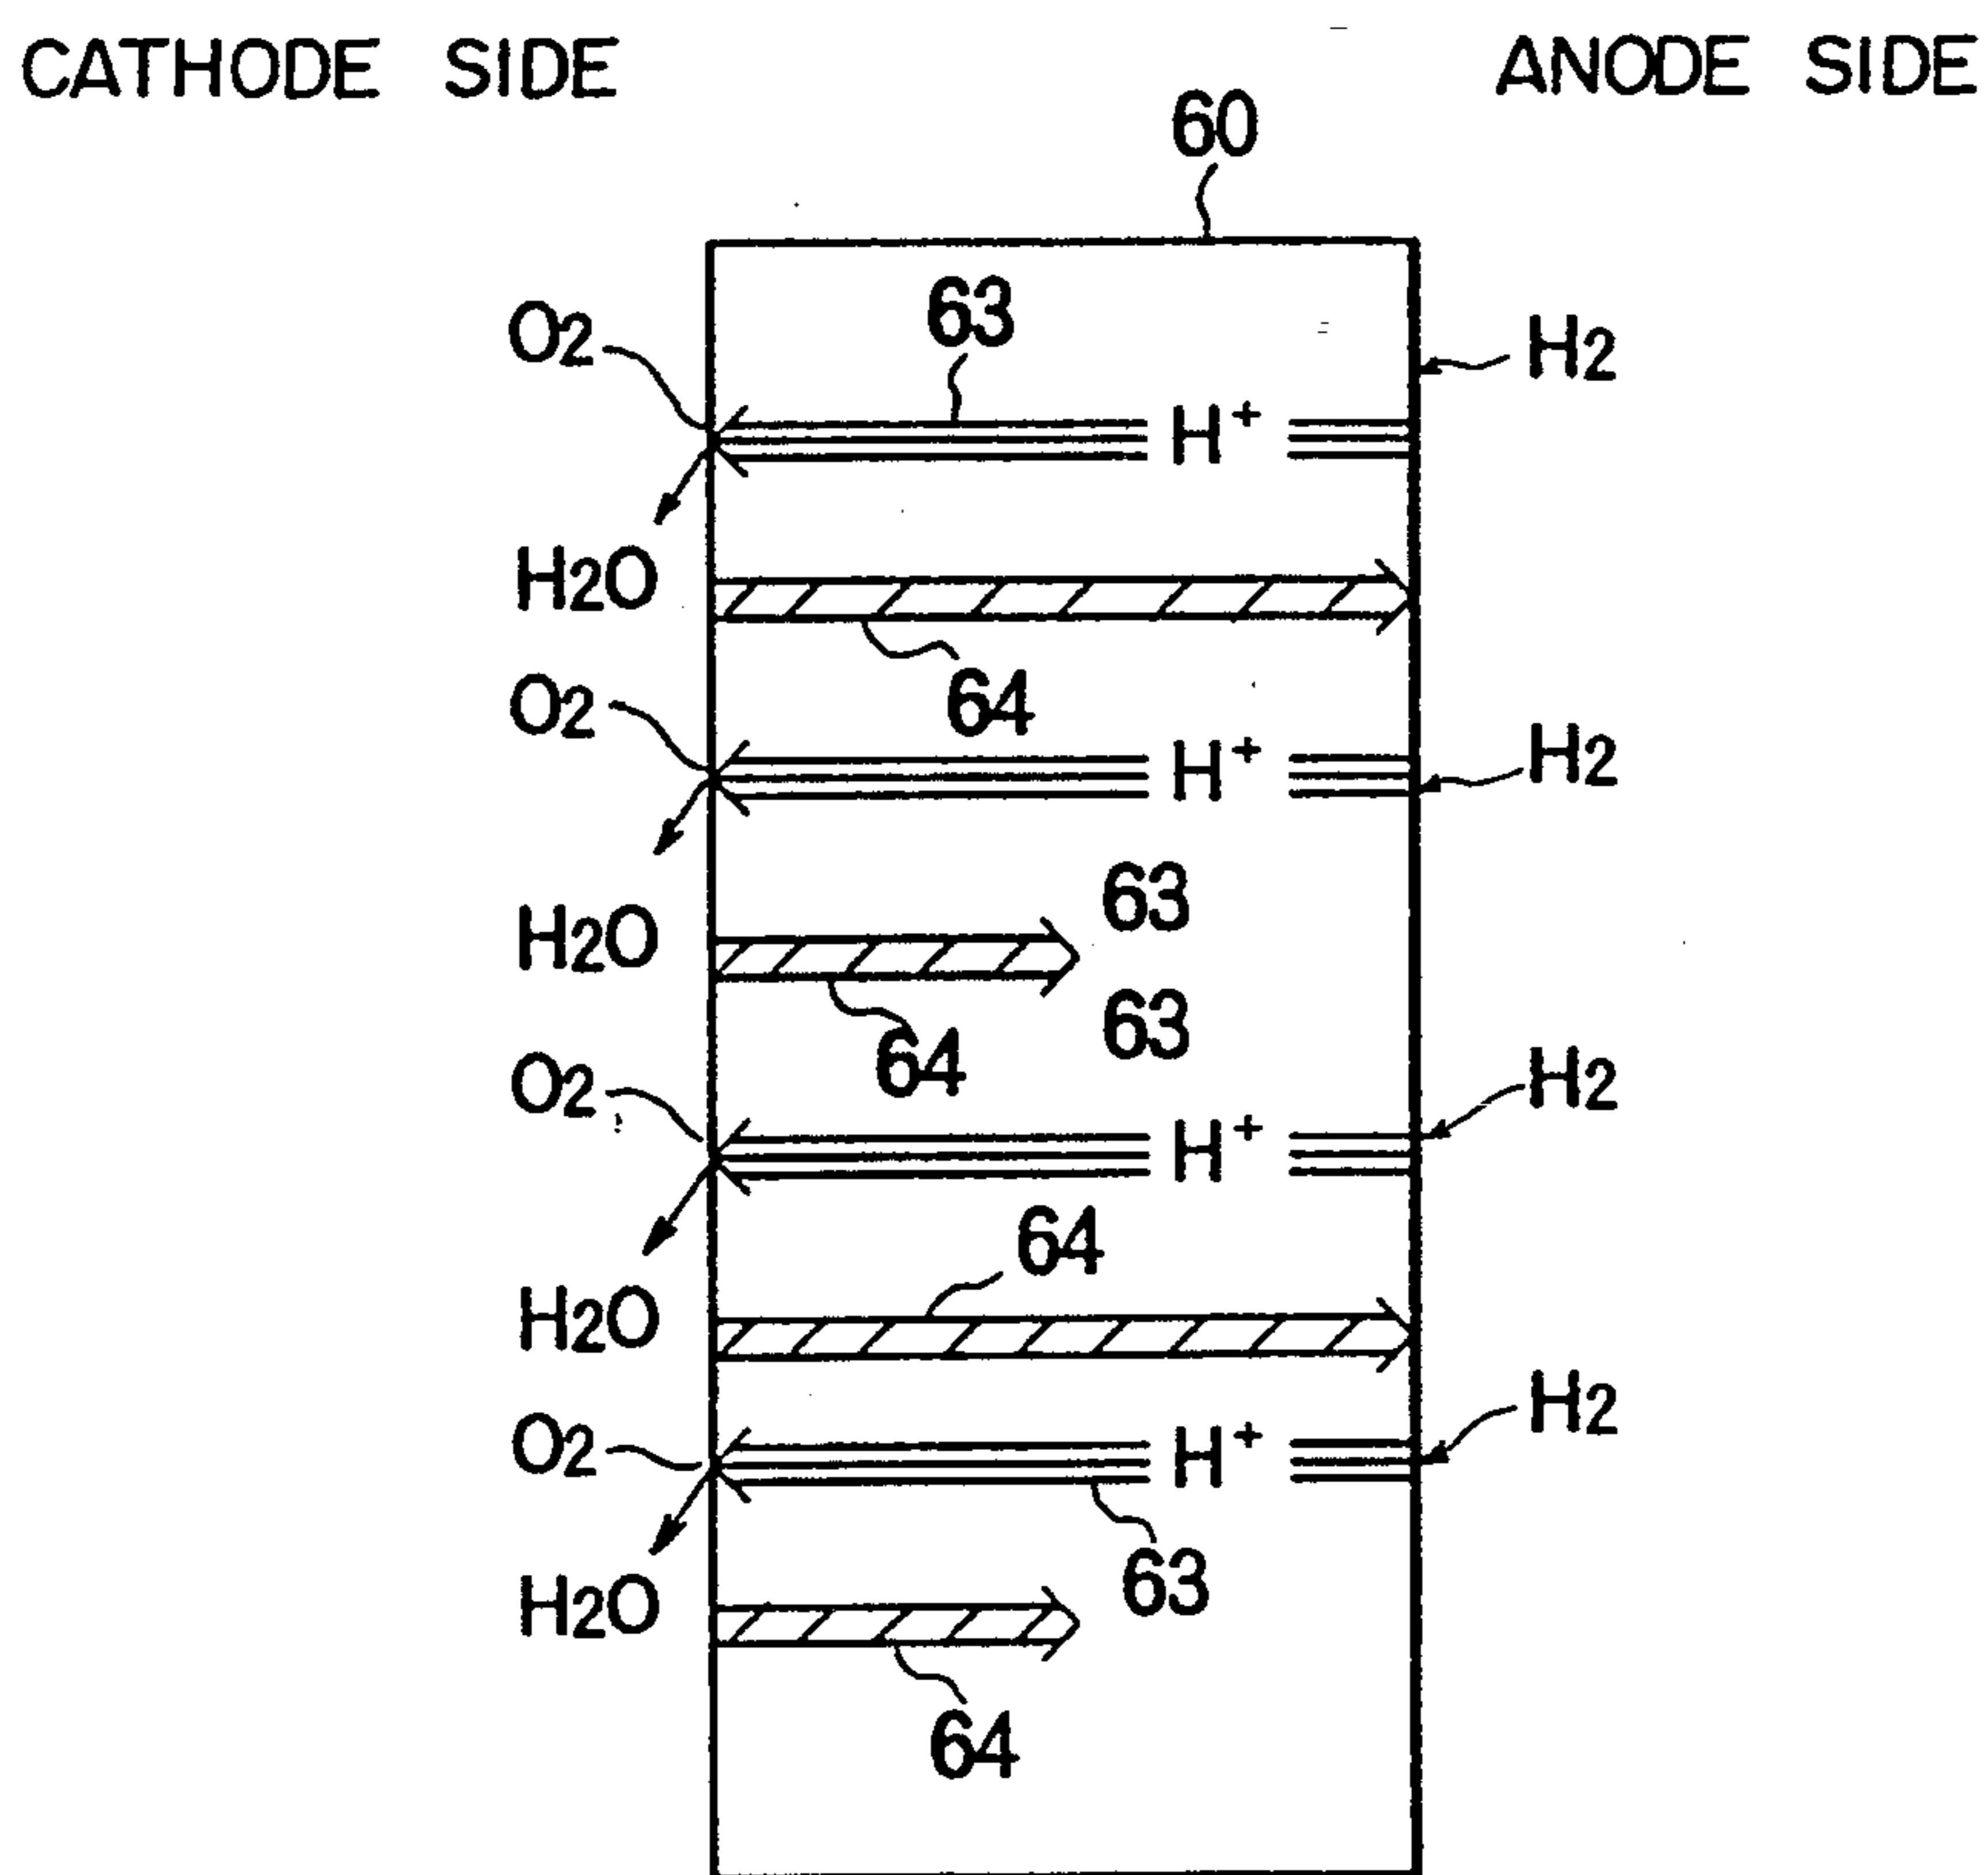 CATHODE SIDE
ANODE SIDE
60
63
O2
H2
H+
H2O
64
O2
H2
H+
63
H2O
63
64
O2
H2
H+
64
H2O
H2
O2
H+
63
H2O
64